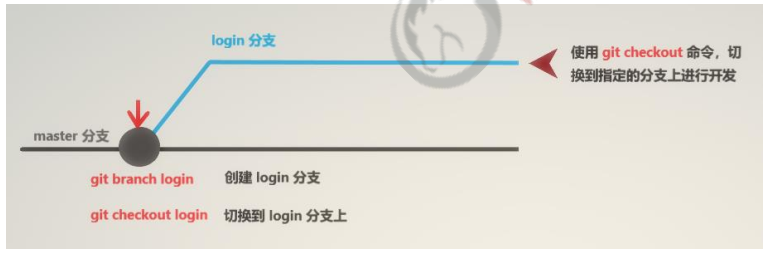 login 分支
使用 git checkout 命令，切
换到指定的分支上进行开发
master 分支
git branch login 创建 login 分支
git checkout login 切换到 login 分支上